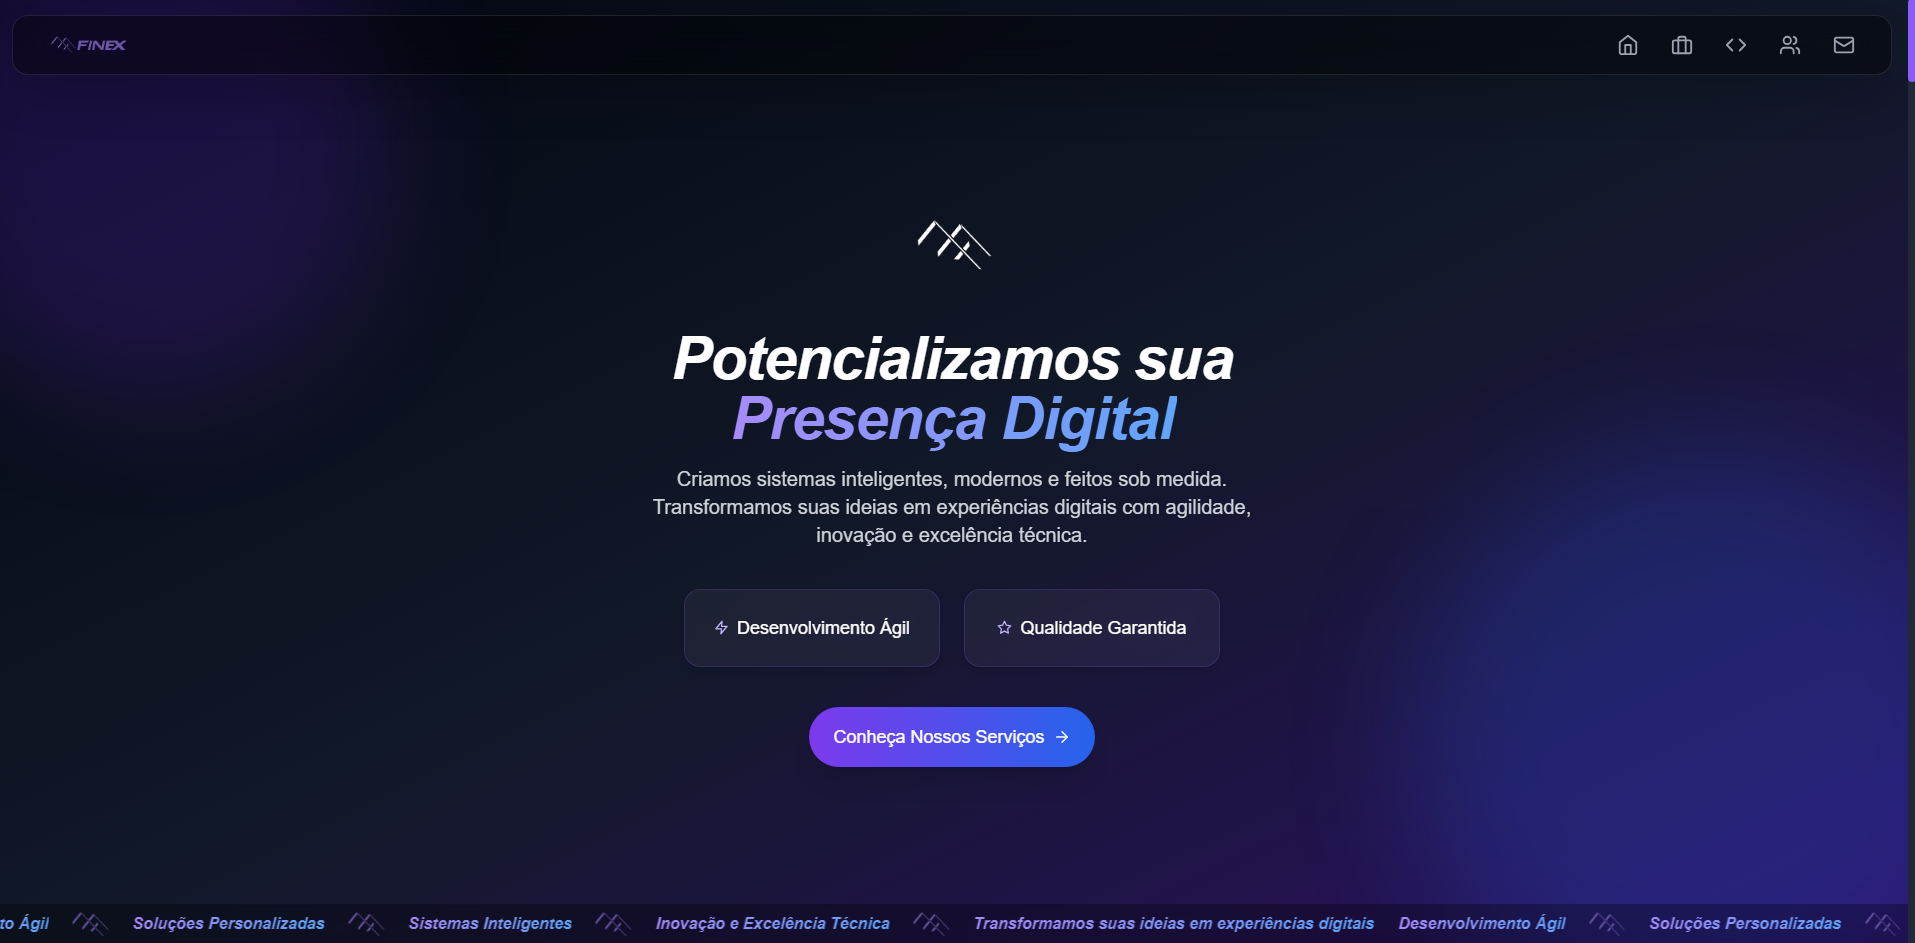 FINEX
Potencializamos sua
Presença Digital
Criamos sistemas inteligentes, modernos e feitos sob medida.
Transformamos suas ideias em experiências digitais com agilidade,
inovação e excelência técnica.
Desenvolvimento Ágil
Qualidade Garantida
Conheça Nossos Serviços
to Ágil Soluções Personalizadas Sistemas Inteligentes Inovação e Excelência Técnica Transformamos suas ideias em experiências digitais Desenvolvimento Ágil Soluções Personalizadas